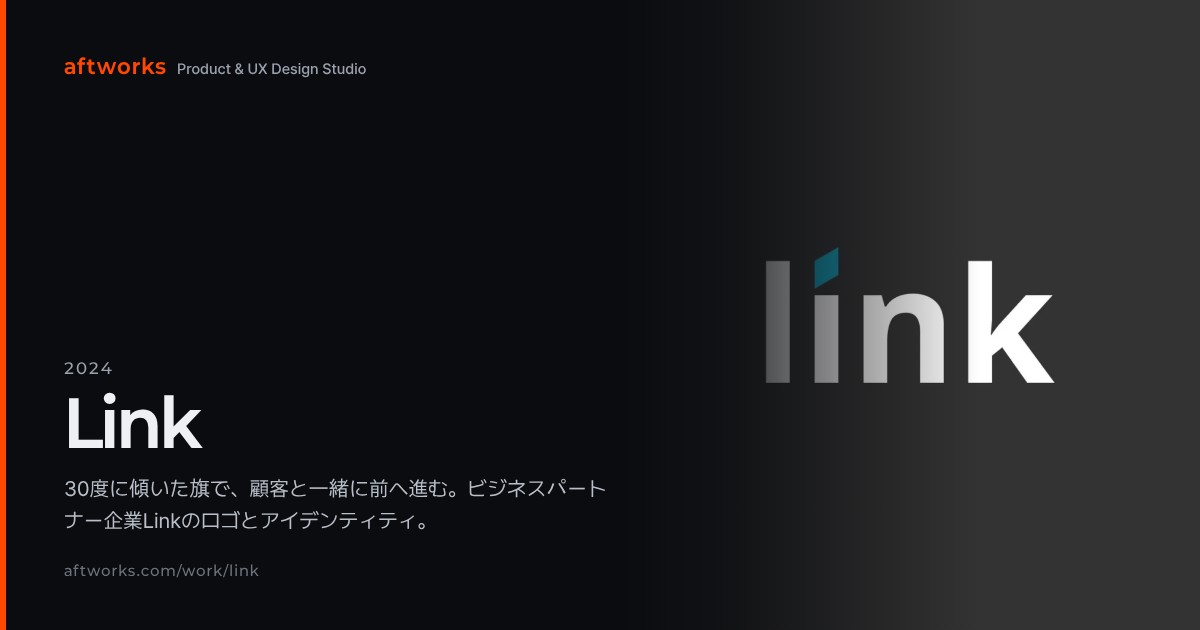 aftworks Product & UX Design Studio
link
2024
Link
30度に傾いた旗で、顧客と一緒に前へ進む。ビジネスパート
ナー企業Linkのロゴとアイデンティティ。
aftworks.com/work/link